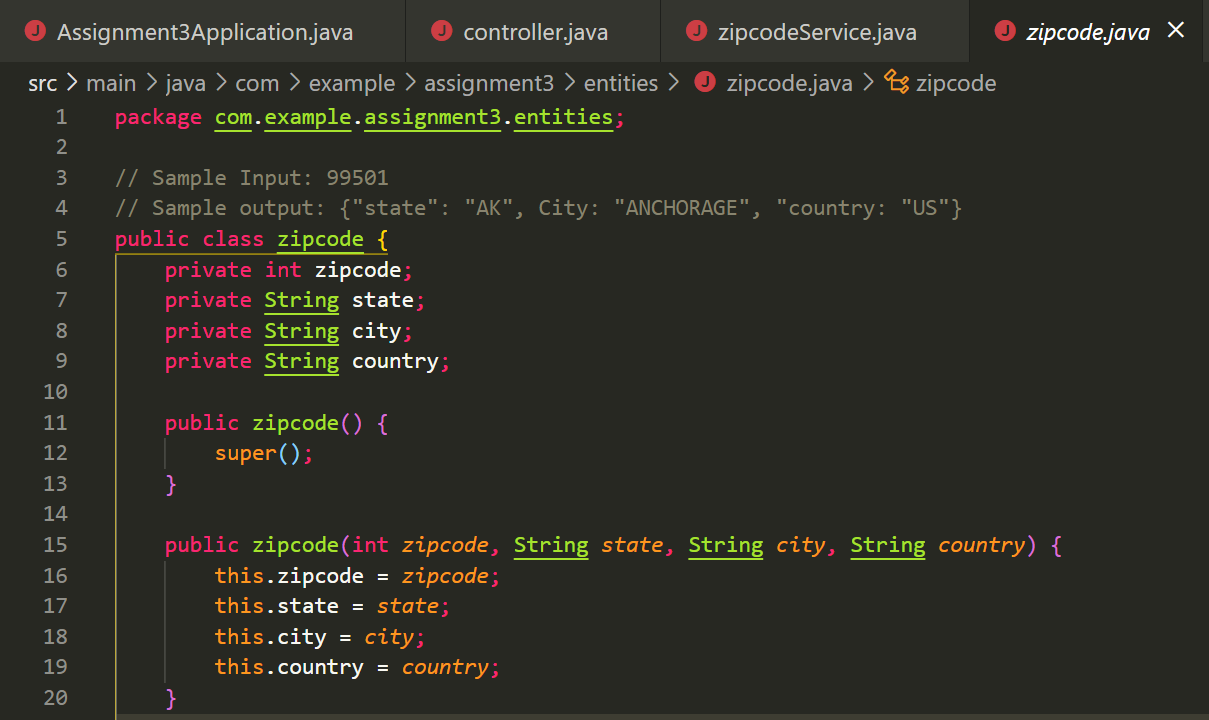 Assignment3Application.java controller.java zipcodeService.java zipcode.java
src > main > java > com > example > assignment3 > entities > zipcode.java > zipcode
1 package com.example.assignment3.entities;
2
3 // Sample Input: 99501
4 // Sample output: {"state": "AK", City: "ANCHORAGE", "country: "US"}
5 public class zipcode {
6     private int zipcode;
7     private String state;
8     private String city;
9     private String country;
10
11     public zipcode() {
12         super();
13     }
14
15     public zipcode(int zipcode, String state, String city, String country) {
16         this.zipcode = zipcode;
17         this.state = state;
18         this.city = city;
19         this.country = country;
20     }